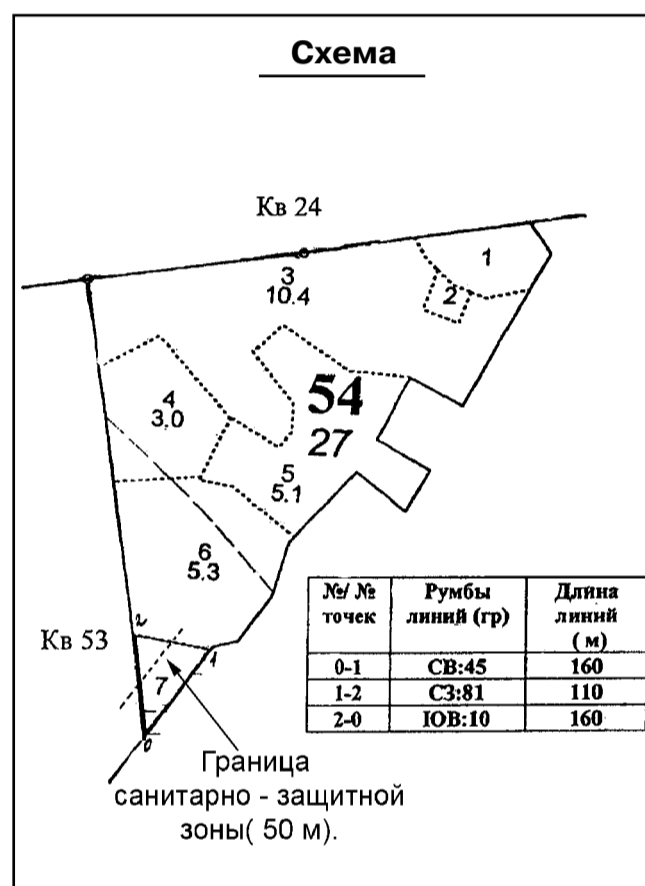 Схема
Кв 24
1
2
3
10.4
4
3.0
54
27
5
5.1
6
5.3
Кв 53
2
1
7
0
№/ № точек Румбы линий (гр) Длина линий ( м)
0-1 СВ:45 160
1-2 СЗ:81 110
2-0 ЮВ:10 160
Граница
санитарно - защитной
зоны( 50 м).